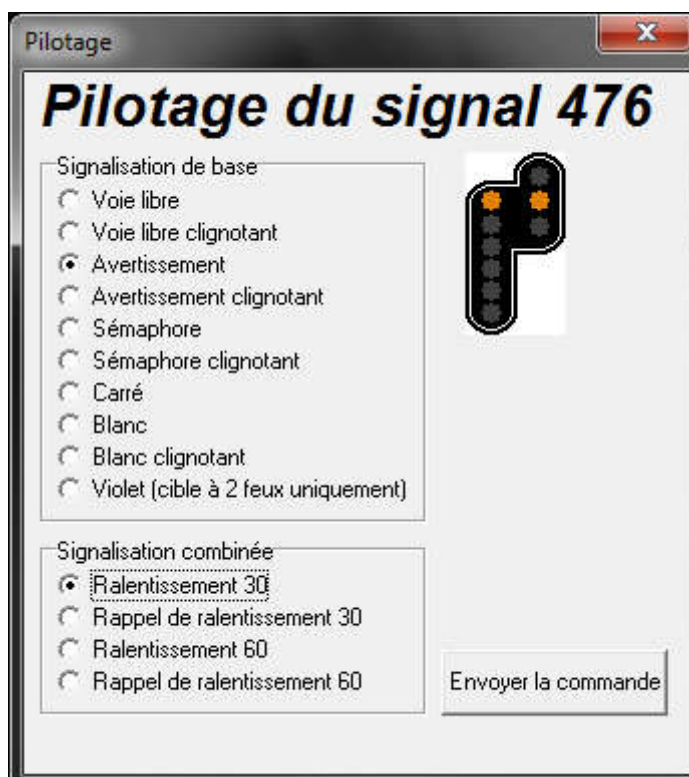 Pilotage
Pilotage du signal 476
Signalisation de base
Voie libre
Voie libre clignotant
Avertissement
Avertissement clignotant
Sémaphore
Sémaphore clignotant
Carré
Blanc
Blanc clignotant
Violet (cible à 2 feux uniquement)
Signalisation combinée
Ralentissement 30
Rappel de ralentissement 30
Ralentissement 60
Rappel de ralentissement 60
Envoyer la commande